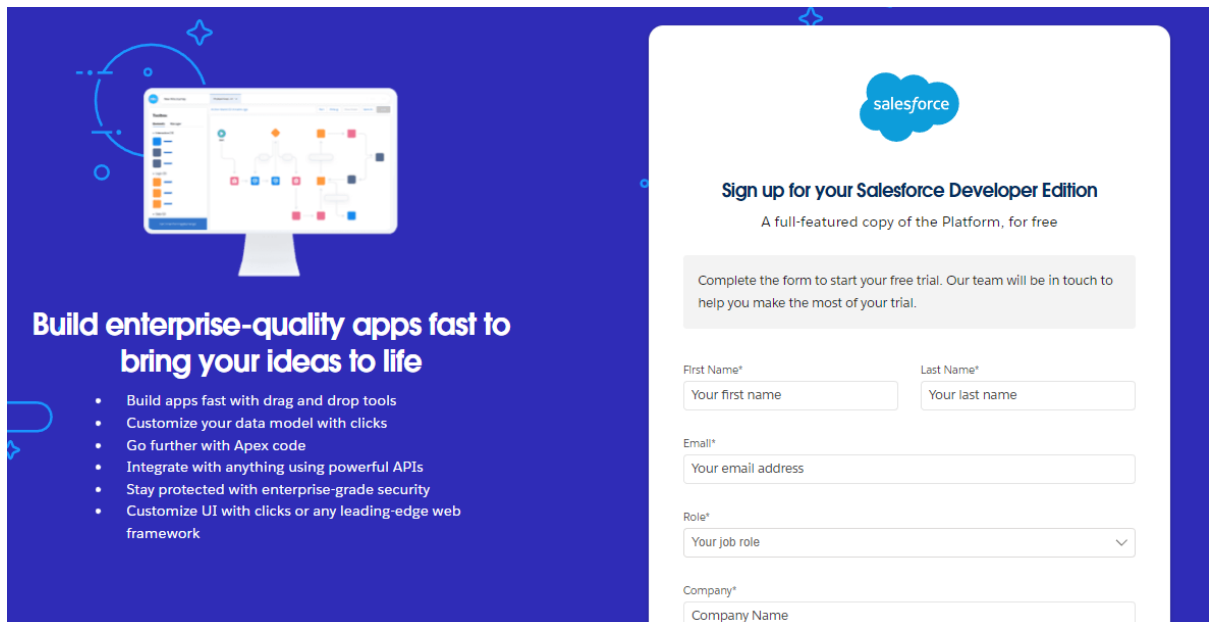 Build enterprise-quality apps fast to
bring your ideas to life
Build apps fast with drag and drop tools
Customize your data model with clicks
Go further with Apex code
Integrate with anything using powerful APIs
Stay protected with enterprise-grade security
Customize UI with clicks or any leading-edge web
framework
salesforce
Sign up for your Salesforce Developer Edition
A full-featured copy of the Platform, for free
Complete the form to start your free trial. Our team will be in touch to
help you make the most of your trial.
First Name* Last Name*
Your first name Your last name
Email*
Your email address
Role*
Your job role
Company*
Company Name